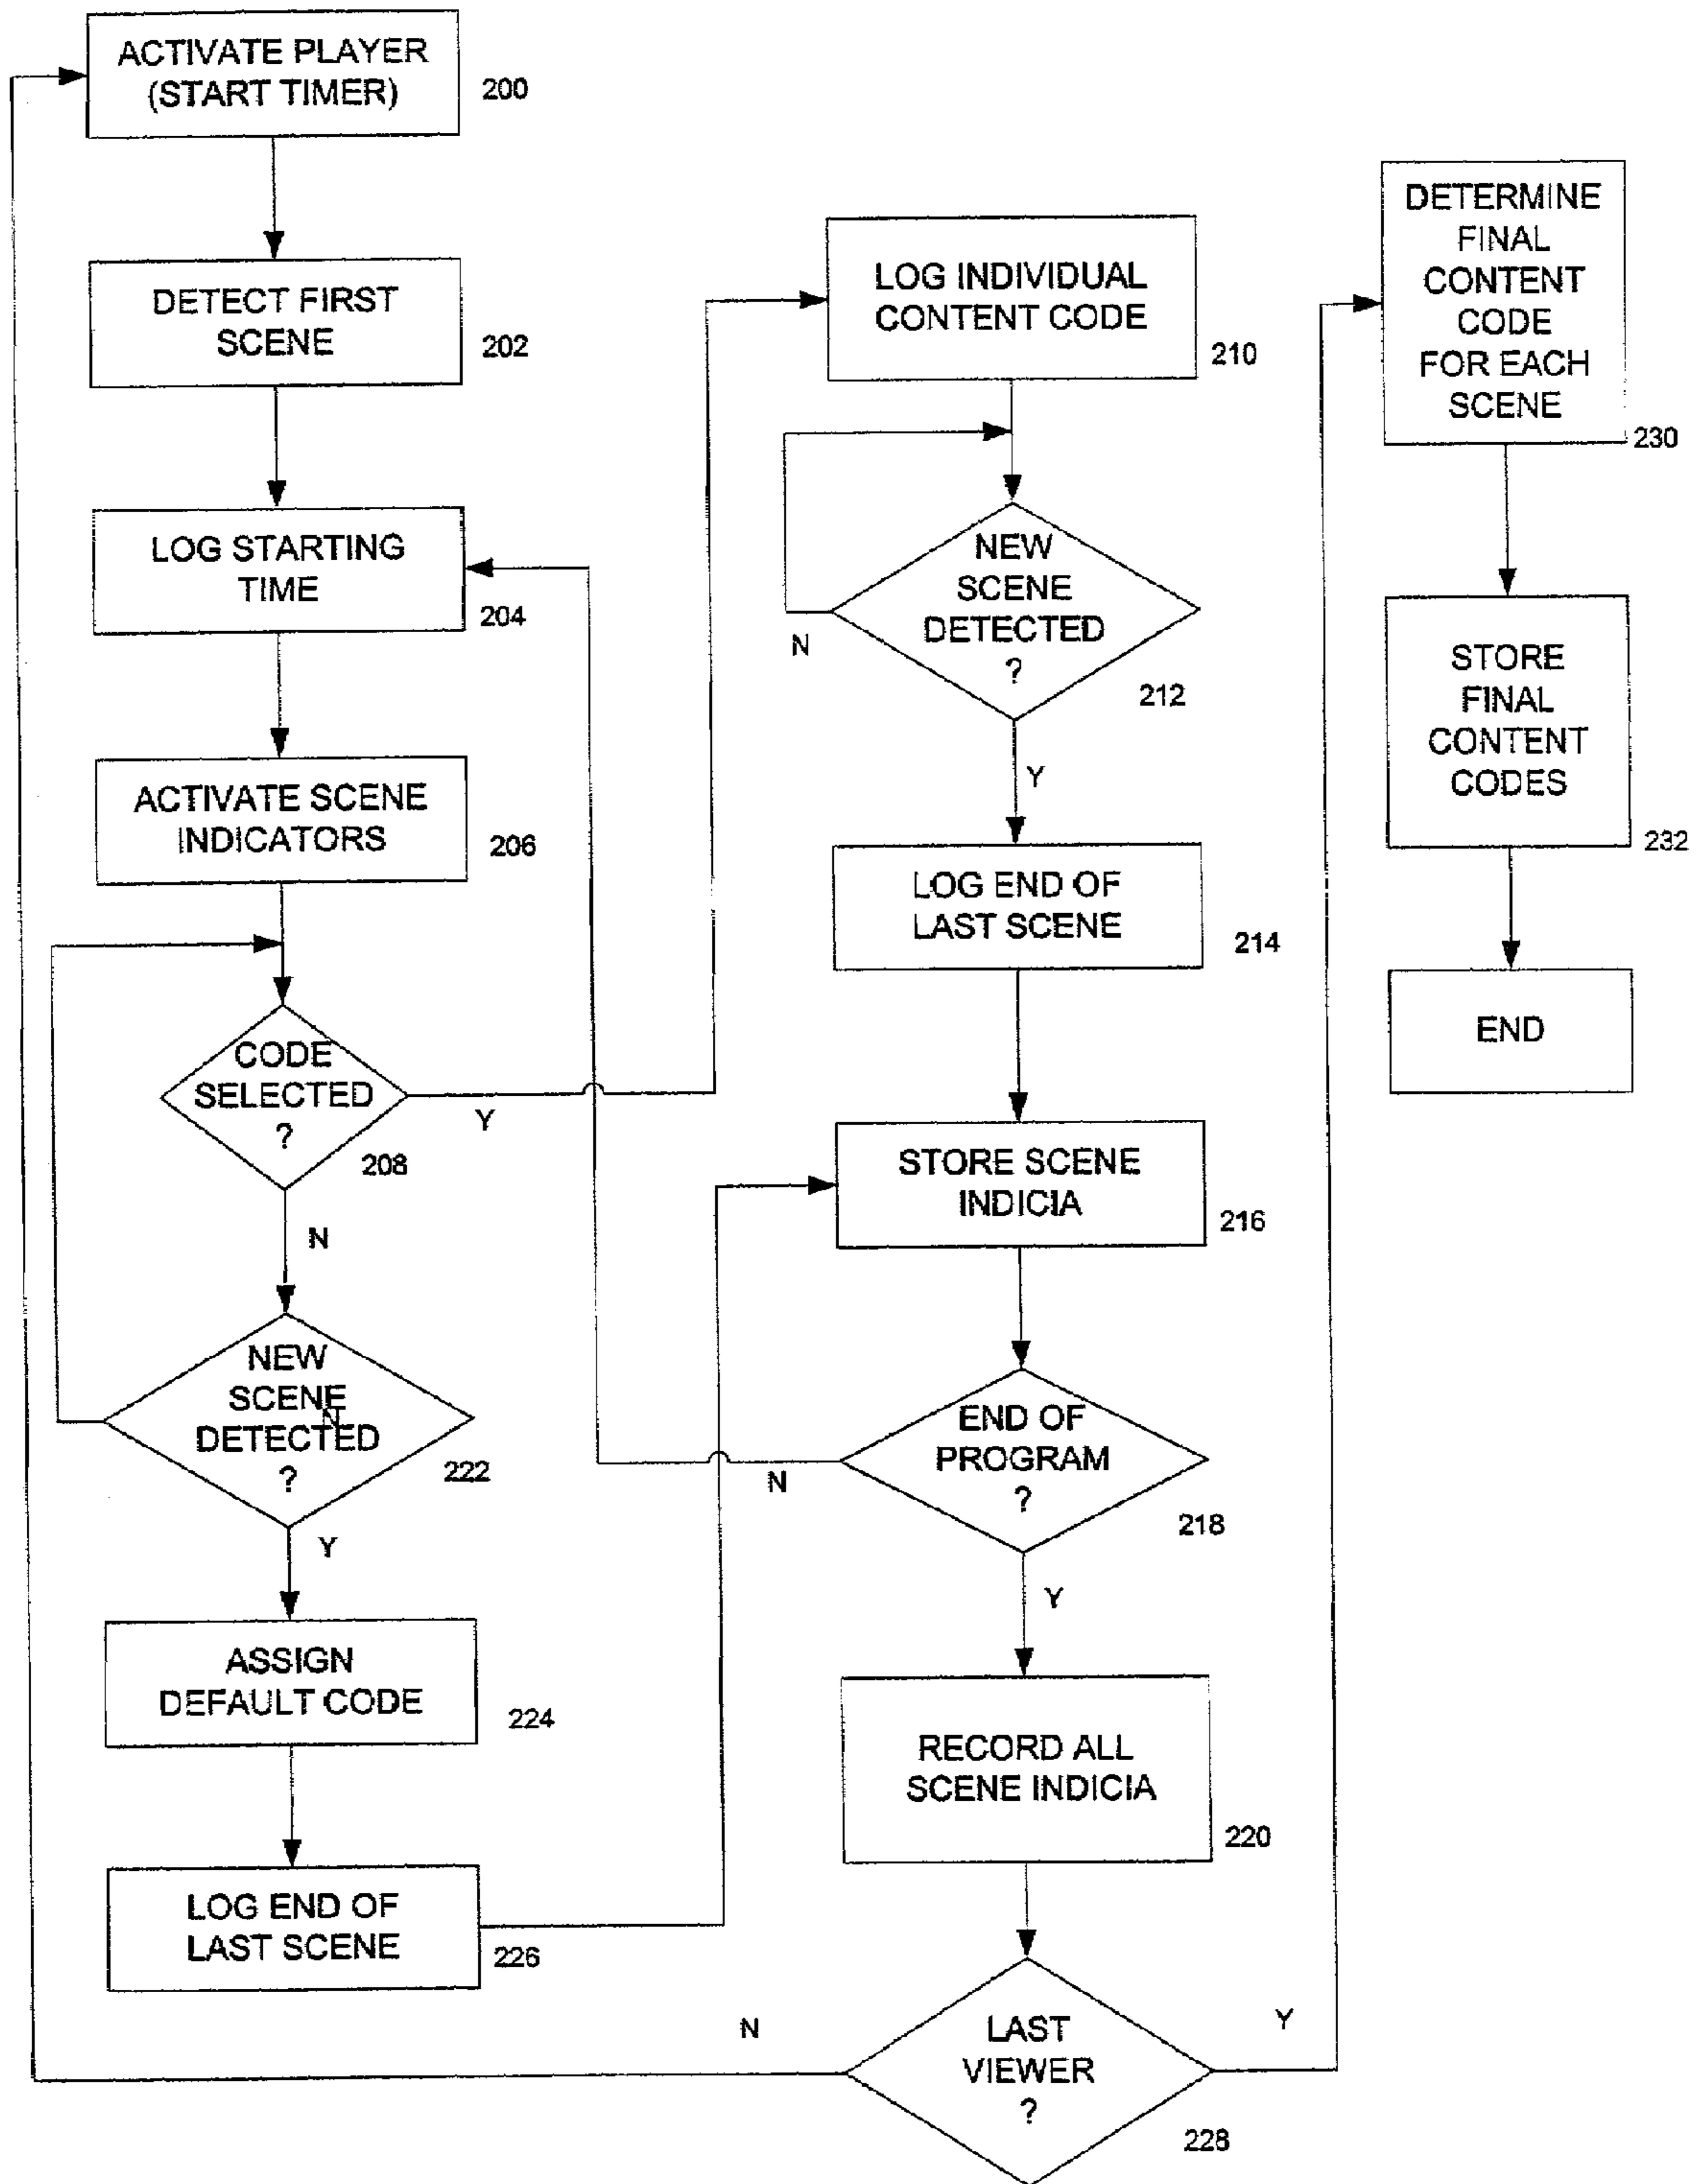 ACTIVATE PLAYER
(START TIMER)
200
DETECT FIRST
SCENE
202
LOG STARTING
TIME
204
ACTIVATE SCENE
INDICATORS
206
CODE
SELECTED
?
208
Y
N
NEW
SCENE
N
DETECTED
?
222
Y
ASSIGN
DEFAULT CODE
224
LOG END OF
LAST SCENE
226
LOG INDIVIDUAL
CONTENT CODE
210
NEW
SCENE
DETECTED
?
N
212
Y
LOG END OF
LAST SCENE
214
STORE SCENE
INDICIA
216
END OF
PROGRAM
?
N
218
Y
RECORD ALL
SCENE INDICIA
220
LAST
VIEWER
?
N
Y
228
DETERMINE
FINAL
CONTENT
CODE
FOR EACH
SCENE
230
STORE
FINAL
CONTENT
CODES
232
END